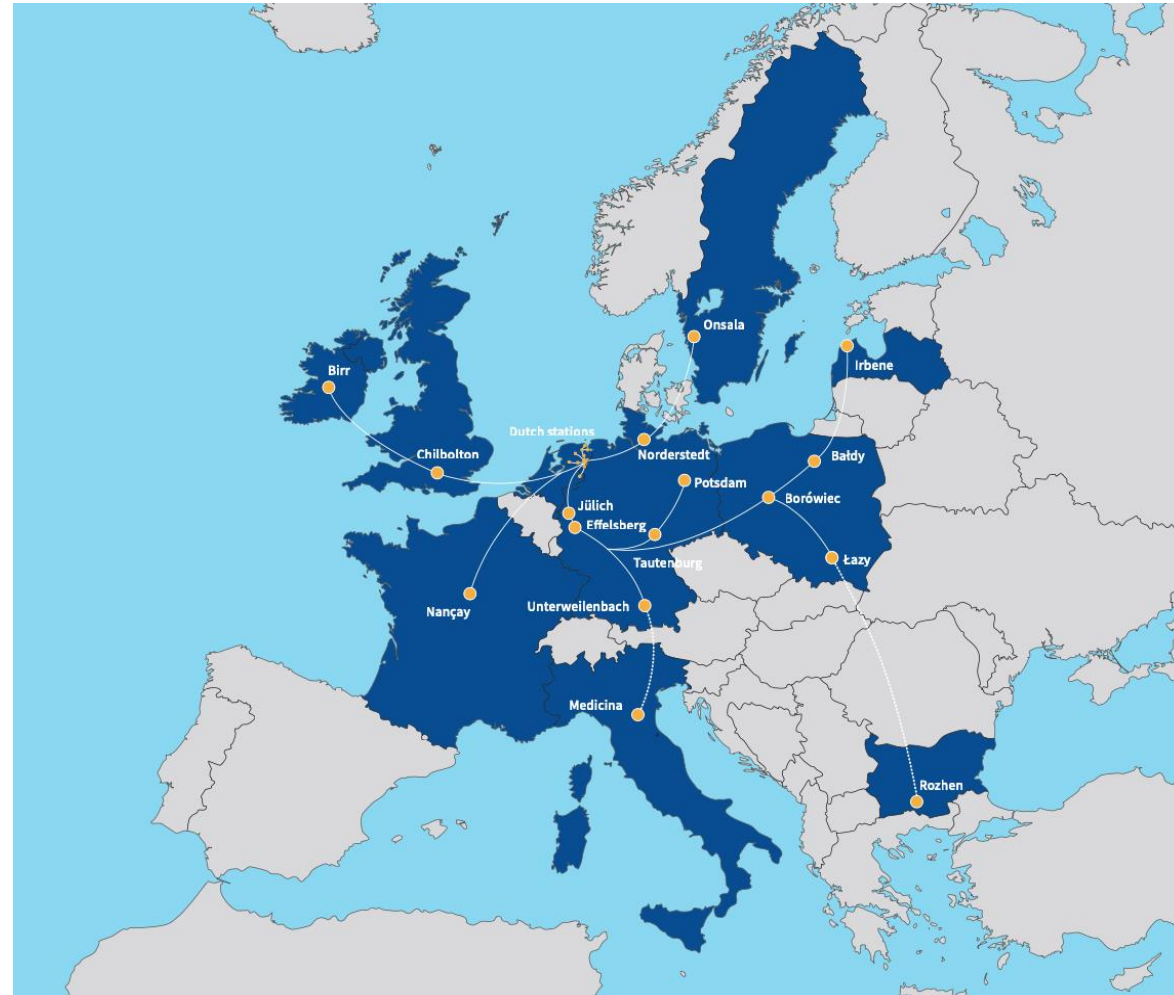 Onsala
Irbene
Birr
Dutch stations
Norderstedt
Chilbolton
Bałdy
Potsdam
Borówiec
Jülich
Effelsberg
Tautenburg
Łazy
Nançay
Unterweilenbach
Medicina
Rozhen